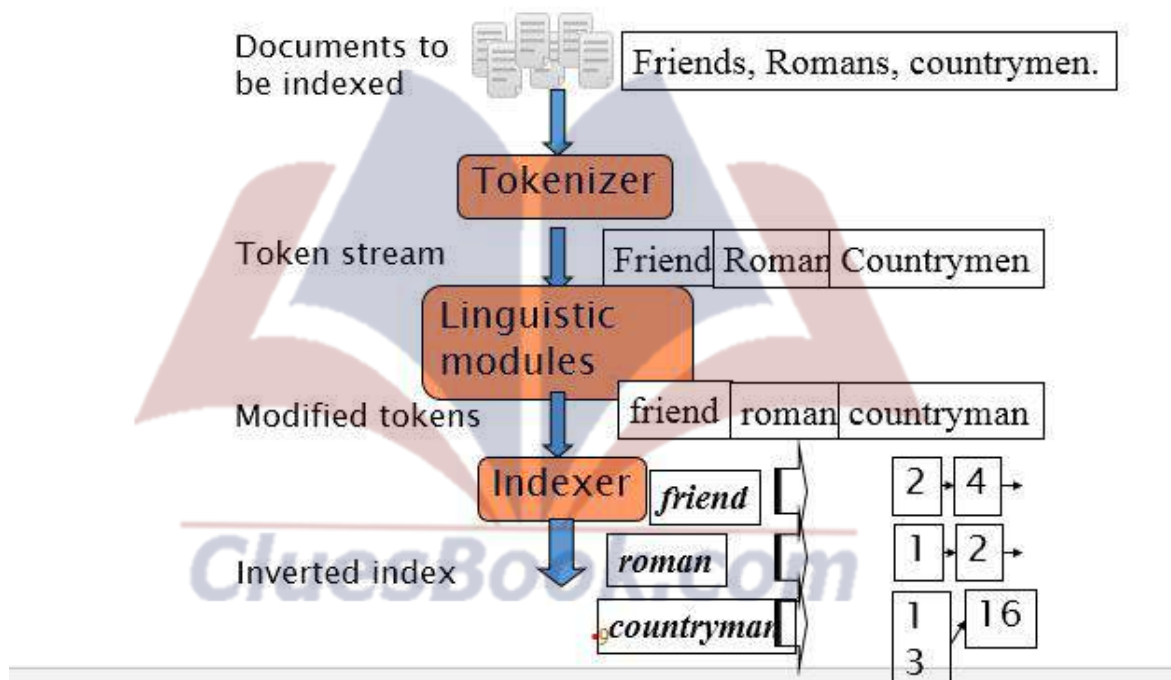 Documents to
be indexed
Friends, Romans, countrymen.
Tokenizer
Token stream
Friend Roman Countrymen
Linguistic
modules
Modified tokens
friend roman countryman
Indexer
friend
2 4
roman
1 2
Inverted index
CluesBook.com
countryman
1
3
16
9